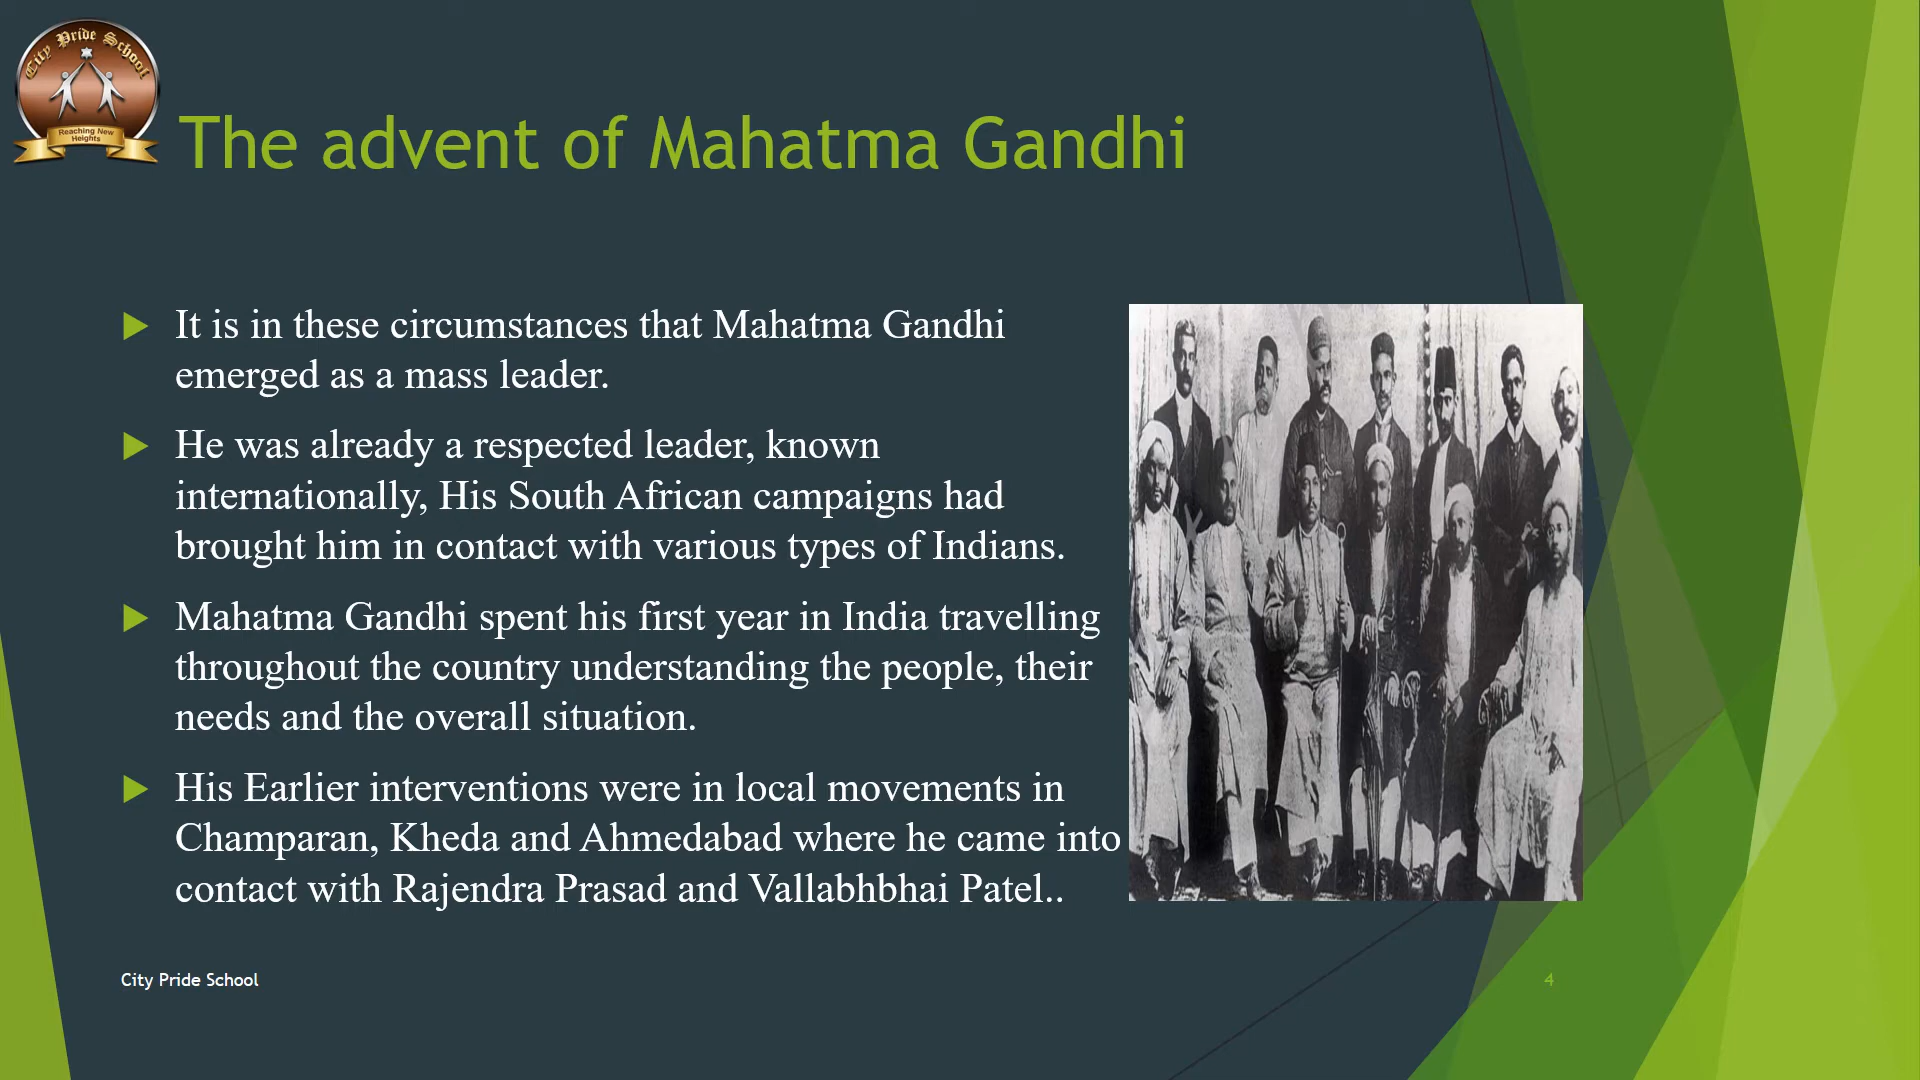 City Pride School
Reaching New
Heights
The advent of Mahatma Gandhi
It is in these circumstances that Mahatma Gandhi
emerged as a mass leader.
He was already a respected leader, known
internationally, His South African campaigns had
brought him in contact with various types of Indians.
Mahatma Gandhi spent his first year in India travelling
throughout the country understanding the people, their
needs and the overall situation.
His Earlier interventions were in local movements in
Champaran, Kheda and Ahmedabad where he came into
contact with Rajendra Prasad and Vallabhbhai Patel..
City Pride School
4